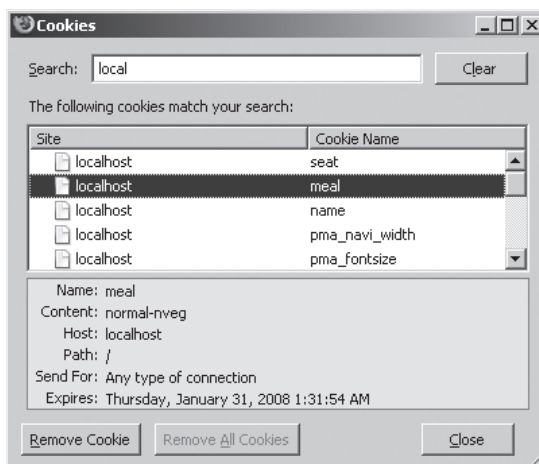 Cookies
Search: local Clear
The following cookies match your search:
Site Cookie Name
localhost seat
localhost meal
localhost name
localhost pma_navi_width
localhost pma_fontsize
Name: meal
Content: normal-nveg
Host: localhost
Path: /
Send For: Any type of connection
Expires: Thursday, January 31, 2008 1:31:54 AM
Remove Cookie Remove All Cookies Close